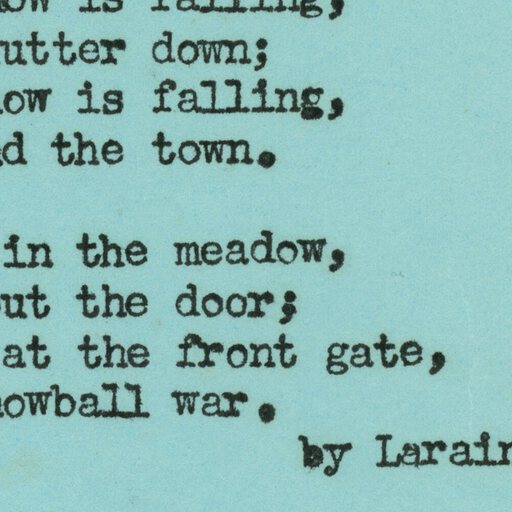 ow is falling,
utter down;
ow is falling,
d the town.
in the meadow,
ut the door;
at the front gate,
owball war.
by Larain